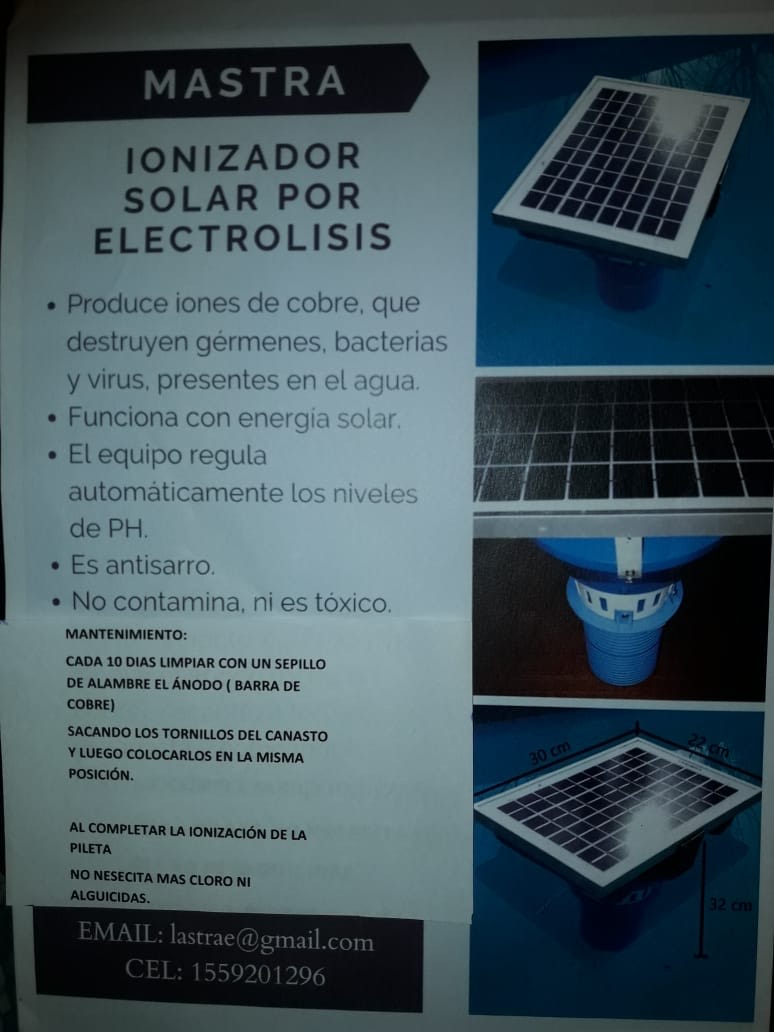 MASTRA
IONIZADOR
SOLAR POR
ELECTROLISIS
• Produce iones de cobre, que
destruyen gérmenes, bacterias
y virus, presentes en el agua.
• Funciona con energía solar.
• El equipo regula
automáticamente los niveles
de PH.
• Es antisarro.
• No contamina, ni es tóxico.
MANTENIMIENTO:
CADA 10 DIAS LIMPIAR CON UN SEPILLO
DE ALAMBRE EL ÁNODO ( BARRA DE
COBRE)
SACANDO LOS TORNILLOS DEL CANASTO
Y LUEGO COLOCARLOS EN LA MISMA
POSICIÓN.
AL COMPLETAR LA IONIZACIÓN DE LA
PILETA
NO NESECITA MAS CLORO NI
ALGUICIDAS.
EMAIL: lastrae@gmail.com
CEL: 1559201296
30 cm
22 cm
32 cm